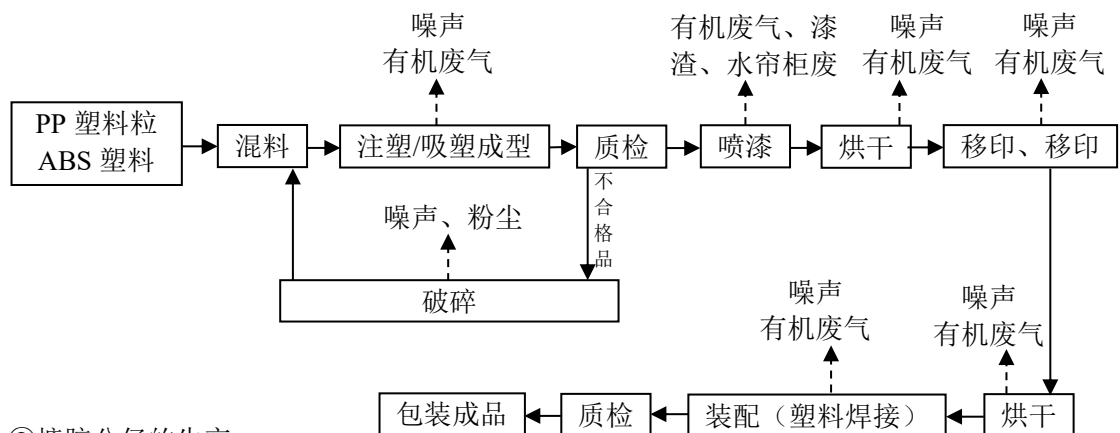 噪声
有机废气
有机废气、漆
渣、水帘柜废
噪声
有机废气
噪声
有机废气
PP 塑料粒
ABS 塑料
混料
注塑/吸塑成型
质检
喷漆
烘干
移印、移印
不合格品
噪声、粉尘
破碎
噪声
有机废气
噪声
有机废气
包装成品
质检
装配（塑料焊接）
烘干